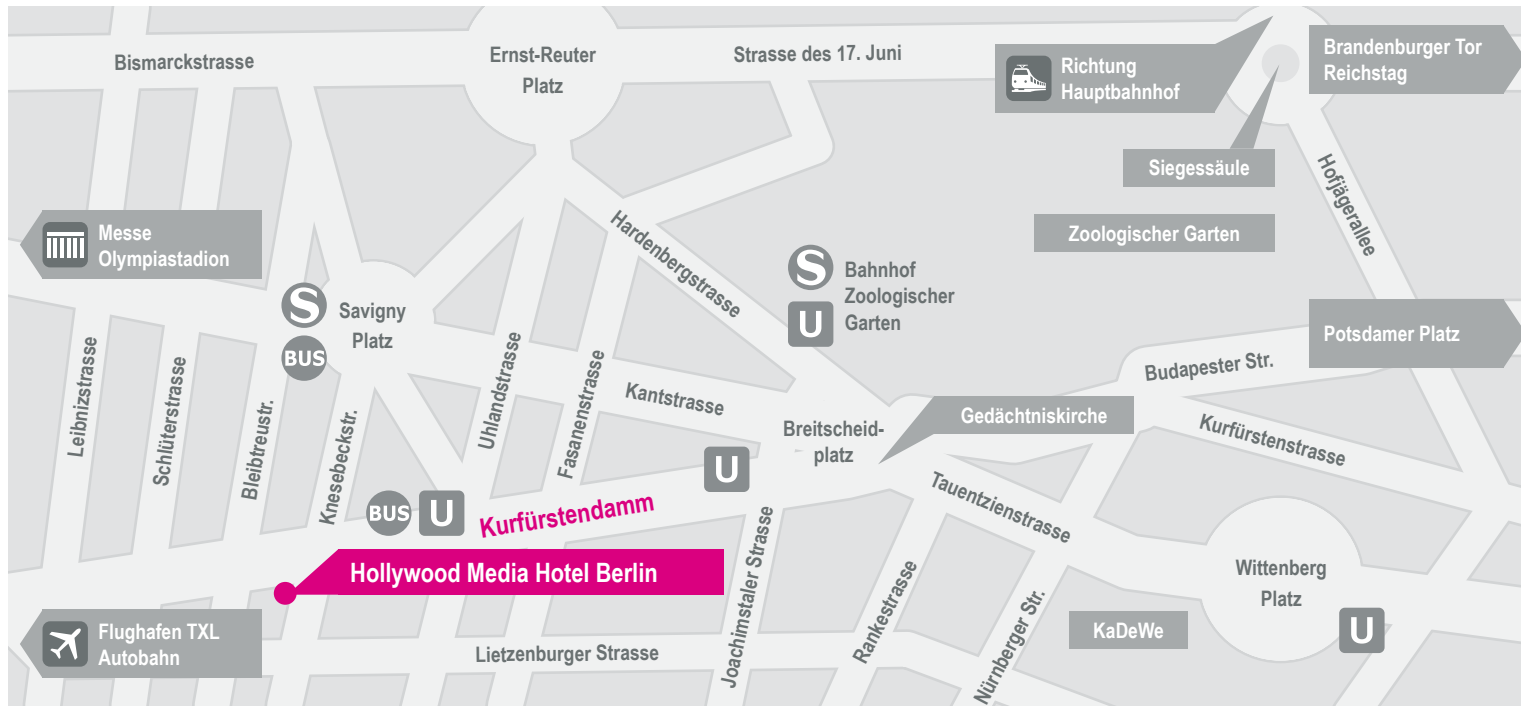 Bismarckstrasse
Ernst-Reuter
Platz
Strasse des 17. Juni
Richtung
Hauptbahnhof
Brandenburger Tor
Reichstag
Siegessäule
Hofjägerallee
Messe
Olympiastadion
Hardenbergstrasse
Zoologischer Garten
S
Bahnhof
Zoologischer
Garten
U
S
BUS
Savigny
Platz
Potsdamer Platz
Leibnizstrasse
Schlüterstrasse
Bleibtreustr.
Knesebeckstr.
Uhlandstrasse
Fasanenstrasse
Kantstrasse
Budapester Str.
Breitscheid-
platz
Gedächtniskirche
Kurfürstenstrasse
U
BUS
U
Kurfürstendamm
Tauentzienstrasse
Hollywood Media Hotel Berlin
Joachimstaler Strasse
Rankestrasse
Nürnberger Str.
Wittenberg
Platz
U
KaDeWe
Flughafen TXL
Autobahn
Lietzenburger Strasse